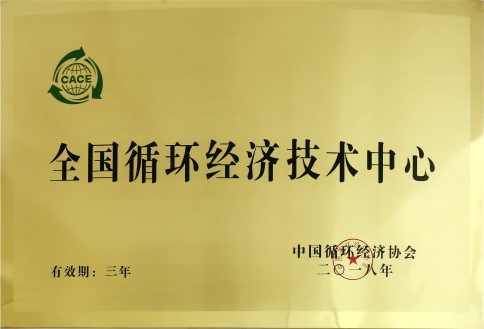 CACE
全国循环经济技术中心
中国循环经济协会
有效期：三年
二〇一八年